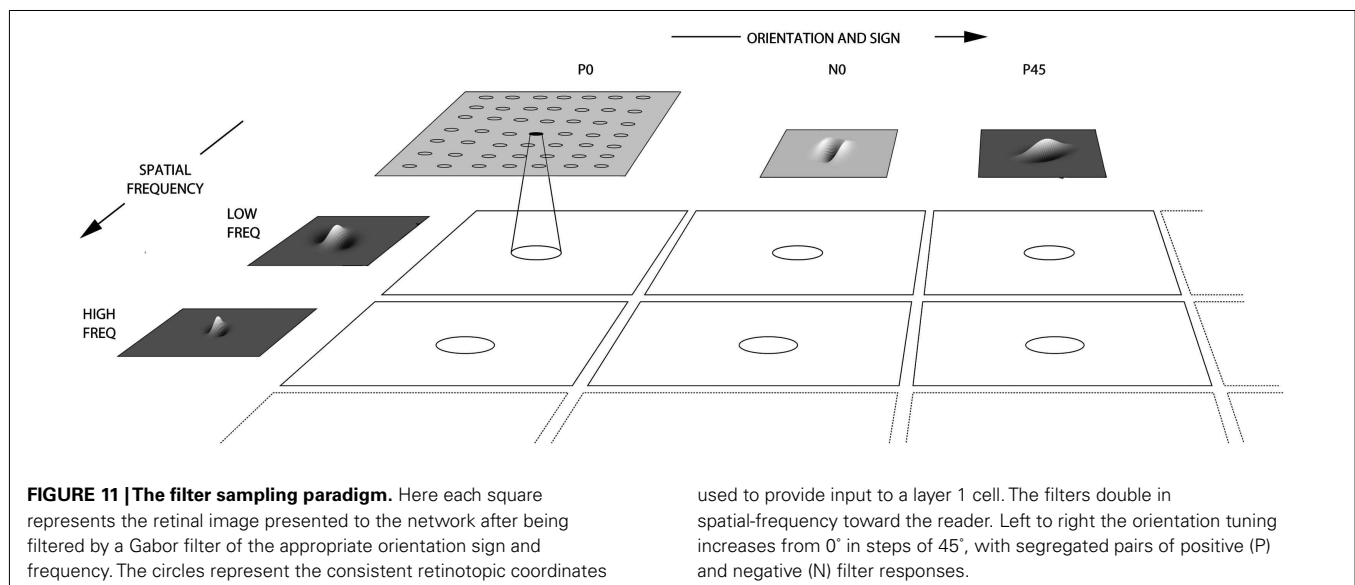 ORIENTATION AND SIGN
P0
N0
P45
SPATIAL
FREQUENCY
LOW
FREQ
HIGH
FREQ
FIGURE 11 | The filter sampling paradigm. Here each square
represents the retinal image presented to the network after being
filtered by a Gabor filter of the appropriate orientation sign and
frequency. The circles represent the consistent retinotopic coordinates
used to provide input to a layer 1 cell. The filters double in
spatial-frequency toward the reader. Left to right the orientation tuning
increases from 0˚ in steps of 45˚, with segregated pairs of positive (P)
and negative (N) filter responses.